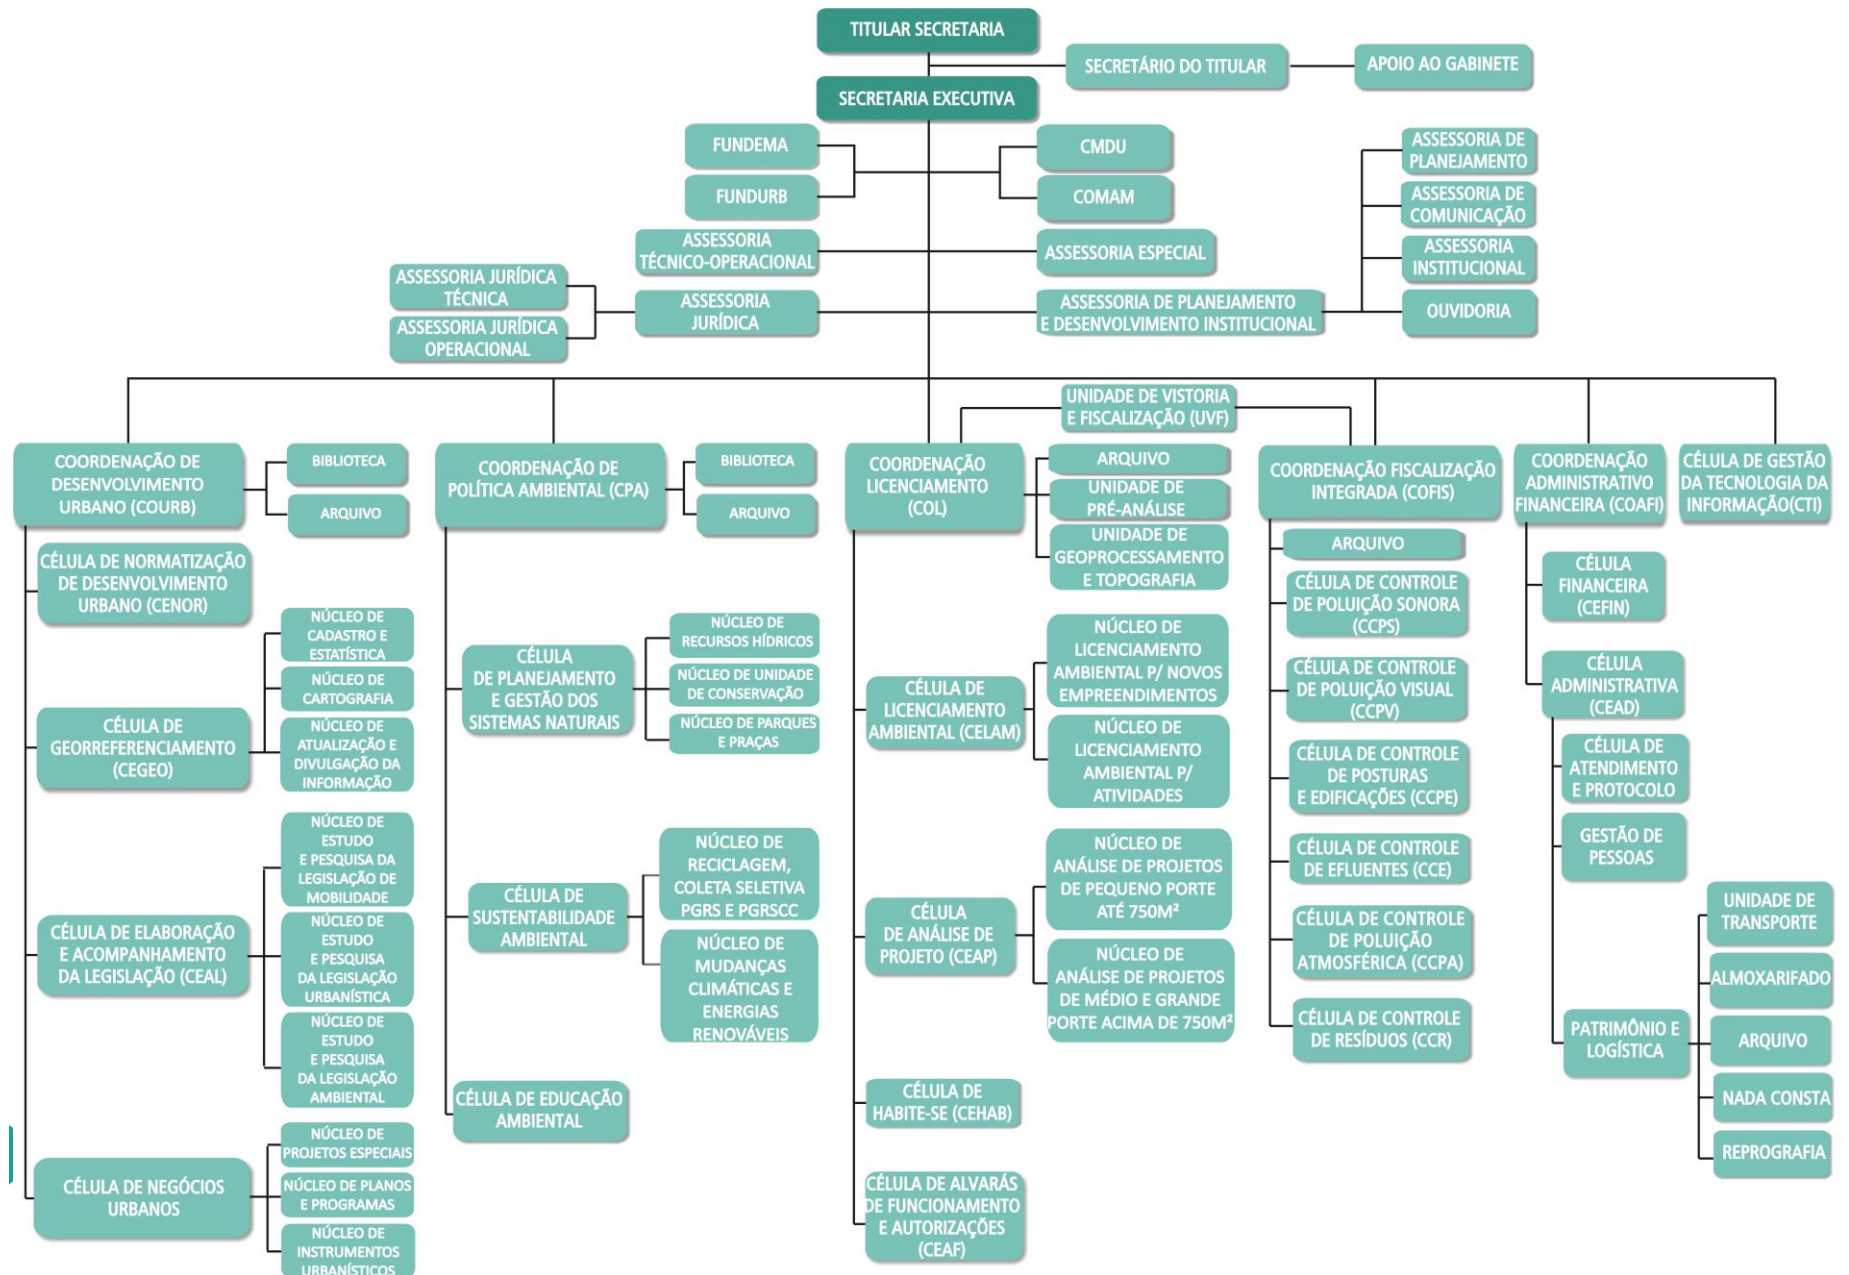 TITULAR SECRETARIA
SECRETÁRIO DO TITULAR
APOIO AO GABINETE
SECRETARIA EXECUTIVA
FUNDEMA
CMDU
FUNDURB
COMAM
ASSESSORIA
TÉCNICO-OPERACIONAL
ASSESSORIA ESPECIAL
ASSESSORIA JURÍDICA
TÉCNICA
ASSESSORIA JURÍDICA
OPERACIONAL
ASSESSORIA
JURÍDICA
ASSESSORIA DE PLANEJAMENTO
E DESENVOLVIMENTO INSTITUCIONAL
ASSESSORIA DE
PLANEJAMENTO
ASSESSORIA DE
COMUNICAÇÃO
ASSESSORIA
INSTITUCIONAL
OUVIDORIA
UNIDADE DE VISTORIA
E FISCALIZAÇÃO (UVF)
COORDENAÇÃO DE
DESENVOLVIMENTO
URBANO (COURB)
BIBLIOTECA
ARQUIVO
CÉLULA DE NORMATIZAÇÃO
DE DESENVOLVIMENTO
URBANO (CENOR)
CÉLULA DE
GEORREFERENCIAMENTO
(CEGEO)
NÚCLEO DE
CADASTRO E
ESTATÍSTICA
NÚCLEO DE
CARTOGRAFIA
NÚCLEO DE
ATUALIZAÇÃO E
DIVULGAÇÃO DA
INFORMAÇÃO
CÉLULA DE ELABORAÇÃO
E ACOMPANHAMENTO
DA LEGISLAÇÃO (CEAL)
NÚCLEO DE
ESTUDO
E PESQUISA DA
LEGISLAÇÃO DE
MOBILIDADE
NÚCLEO DE
ESTUDO
E PESQUISA
DA LEGISLAÇÃO
URBANÍSTICA
NÚCLEO DE
ESTUDO
E PESQUISA
DA LEGISLAÇÃO
AMBIENTAL
CÉLULA DE NEGÓCIOS
URBANOS
NÚCLEO DE
PROJETOS ESPECIAIS
NÚCLEO DE PLANOS
E PROGRAMAS
NÚCLEO DE
INSTRUMENTOS
URBANÍSTICOS
COORDENAÇÃO DE
POLÍTICA AMBIENTAL (CPA)
BIBLIOTECA
ARQUIVO
CÉLULA
DE PLANEJAMENTO
E GESTÃO DOS
SISTEMAS NATURAIS
NÚCLEO DE
RECURSOS HÍDRICOS
NÚCLEO DE UNIDADE
DE CONSERVAÇÃO
NÚCLEO DE PARQUES
E PRAÇAS
CÉLULA DE
SUSTENTABILIDADE
AMBIENTAL
NÚCLEO DE
RECICLAGEM,
COLETA SELETIVA
PGRS E PGRSCC
NÚCLEO DE
MUDANÇAS
CLIMÁTICAS E
ENERGIAS
RENOVÁVEIS
CÉLULA DE EDUCAÇÃO
AMBIENTAL
COORDENAÇÃO
LICENCIAMENTO
(COL)
ARQUIVO
UNIDADE DE
PRÉ-ANÁLISE
UNIDADE DE
GEOPROCESSAMENTO
E TOPOGRAFIA
CÉLULA DE
LICENCIAMENTO
AMBIENTAL (CELAM)
NÚCLEO DE
LICENCIAMENTO
AMBIENTAL P/ NOVOS
EMPREENDIMENTOS
NÚCLEO DE
LICENCIAMENTO
AMBIENTAL P/
ATIVIDADES
CÉLULA
DE ANÁLISE DE
PROJETO (CEAP)
NÚCLEO DE
ANÁLISE DE PROJETOS
DE PEQUENO PORTE
ATÉ 750M²
NÚCLEO DE
ANÁLISE DE PROJETOS
DE MÉDIO E GRANDE
PORTE ACIMA DE 750M²
CÉLULA DE
HABITE-SE (CEHAB)
CÉLULA DE ALVARÁS
DE FUNCIONAMENTO
E AUTORIZAÇÕES
(CEAF)
COORDENAÇÃO FISCALIZAÇÃO
INTEGRADA (COFIS)
ARQUIVO
CÉLULA DE CONTROLE
DE POLUIÇÃO SONORA
(CCPS)
CÉLULA DE CONTROLE
DE POLUIÇÃO VISUAL
(CCPV)
CÉLULA DE CONTROLE
DE POSTURAS
E EDIFICAÇÕES (CCPE)
CÉLULA DE CONTROLE
DE EFLUENTES (CCE)
CÉLULA DE CONTROLE
DE POLUIÇÃO
ATMOSFÉRICA (CCPA)
CÉLULA DE CONTROLE
DE RESÍDUOS (CCR)
COORDENAÇÃO
ADMINISTRATIVO
FINANCEIRA (COAFI)
CÉLULA
FINANCEIRA
(CEFIN)
CÉLULA
ADMINISTRATIVA
(CEAD)
CÉLULA DE
ATENDIMENTO
E PROTOCOLO
GESTÃO DE
PESSOAS
PATRIMÔNIO E
LOGÍSTICA
UNIDADE DE
TRANSPORTE
ALMOXARIFADO
ARQUIVO
NADA CONSTA
REPROGRAFIA
CÉLULA DE GESTÃO
DA TECNOLOGIA DA
INFORMAÇÃO(CTI)